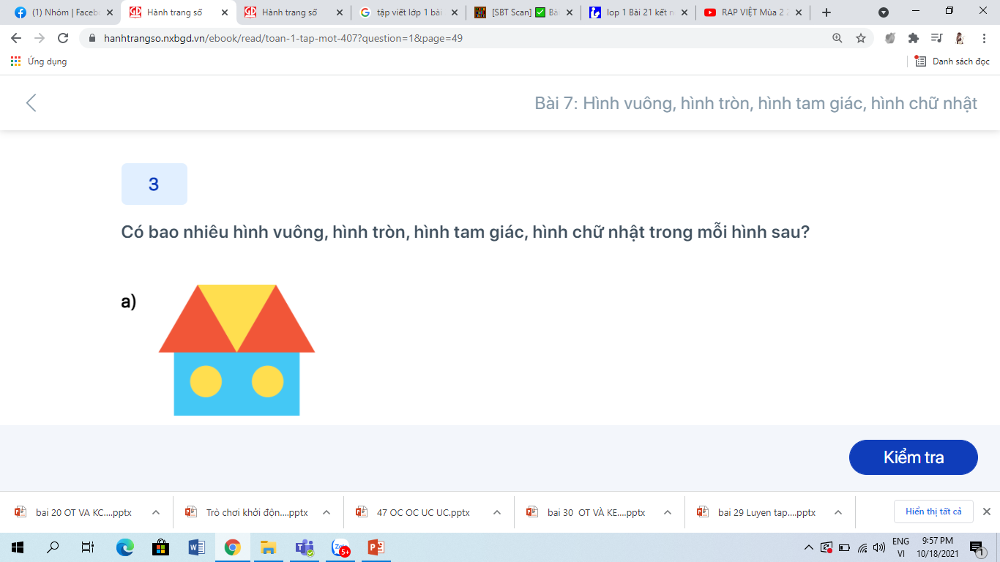 (1) Nhóm | Faceb
Hành trang số
Hành trang số
tập viết lớp 1 bài
[SBT Scan] ✅ Bà
lop 1 Bài 21 kết n
RAP VIỆT Mùa 2
hanhtrangso.nxbgd.vn/ebook/read/toan-1-tap-mot-407?question=1&page=49
Ứng dụng
Danh sách đọc
Bài 7: Hình vuông, hình tròn, hình tam giác, hình chữ nhật
3
Có bao nhiêu hình vuông, hình tròn, hình tam giác, hình chữ nhật trong mỗi hình sau?
a)
Kiểm tra
bai 20 OT VA KC....pptx
Trò chơi khởi độn....pptx
47 OC OC UC UC.pptx
bai 30 OT VÀ KE....pptx
bai 29 Luyen tap....pptx
Hiển thị tất cả
5+
ENG
VI
9:57 PM
10/18/2021
1